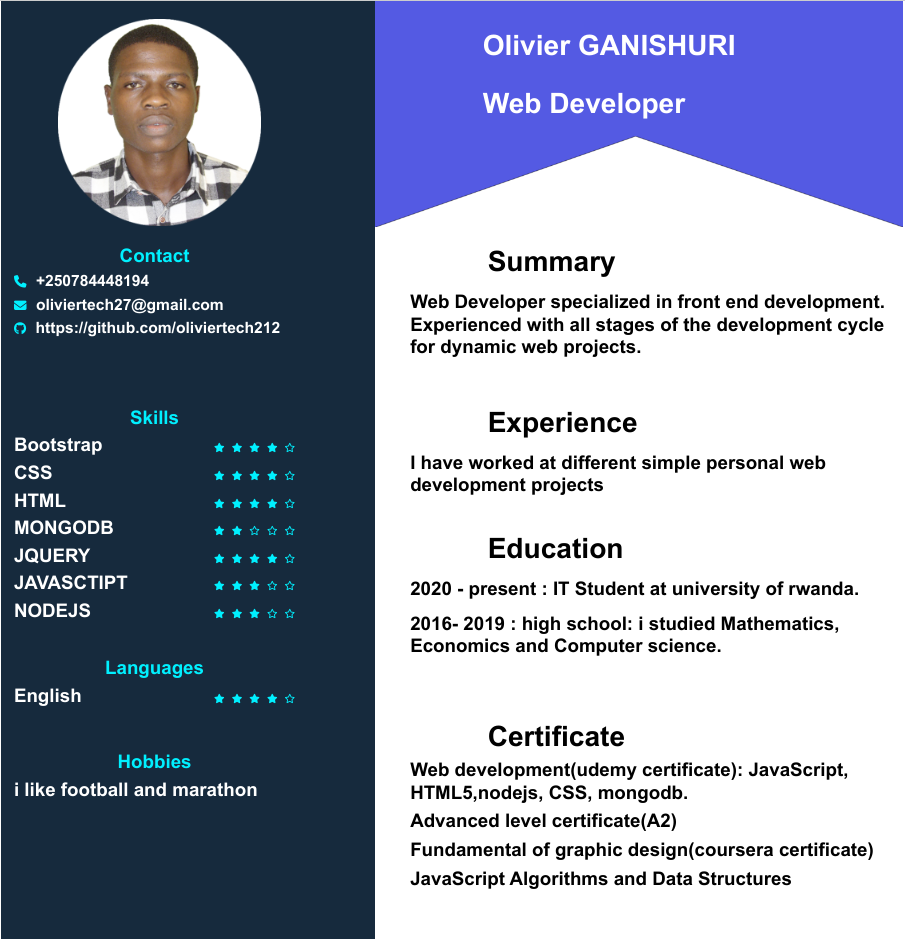 Olivier GANISHURI
Web Developer
Contact
+250784448194
oliviertech27@gmail.com
https://github.com/oliviertech212
Skills
Bootstrap
CSS
HTML
MONGODB
JQUERY
JAVASCTIPT
NODEJS
Languages
English
Hobbies
i like football and marathon
Summary
Web Developer specialized in front end development.
Experienced with all stages of the development cycle
for dynamic web projects.
Experience
I have worked at different simple personal web
development projects
Education
2020 - present : IT Student at university of rwanda.
2016- 2019 : high school: i studied Mathematics,
Economics and Computer science.
Certificate
Web development(udemy certificate): JavaScript,
HTML5,nodejs, CSS, mongodb.
Advanced level certificate(A2)
Fundamental of graphic design(coursera certificate)
JavaScript Algorithms and Data Structures